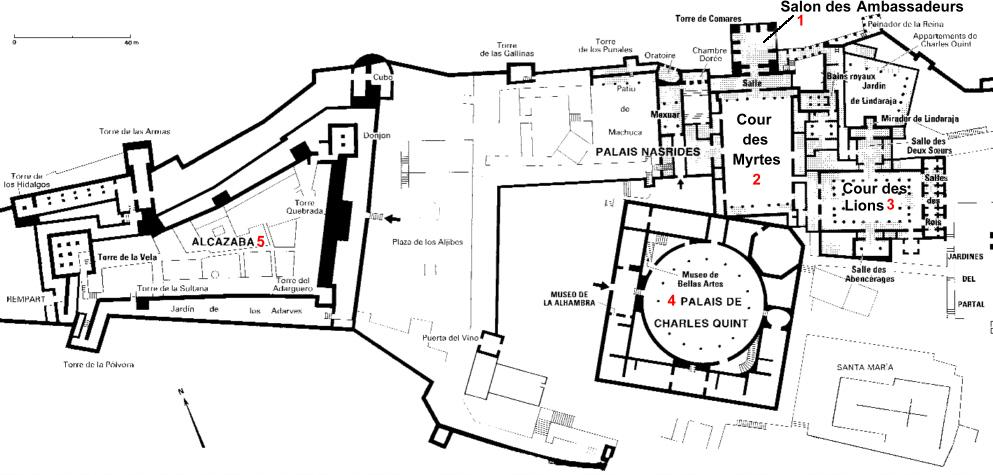 Salon des Ambassadeurs
1
Torre de Comares
Peinador de la Reina
0
40 m
Torre
de las Gallinas
Torre
de los Punales
Oratoire
Chambre
Dorée
Appartements de
Charles Quint
Cubo
Salle
Bains royaux
Jardin
de Lindaraja
Patiu
de
Machuca
Mexuar
Mirador de Lindaraja
Torre de las Armas
Donjon
Cour
des
Myrtes
2
Salle des
Deux Sœurs
PALAIS NASRIDES
Torre de
los Hidalgos
Salles
des
Rois
Cour des
Lions 3
Torre
Quebrada
ALCAZABA 5
Plaza de los Aljibes
Torre de la Vela
JARDINES
DEL
PARTAL
Salle des
Abencérages
Museo de
Bellas Artes
Torre de la Sultana
Torre del
Adarguero
REMPART
MUSEO DE
LA ALHAMBRA
4 PALAIS DE
CHARLES QUINT
Jardín de los Adarves
Puerta del Vino
Torre de la Pólvora
SANTA MARÍA
N